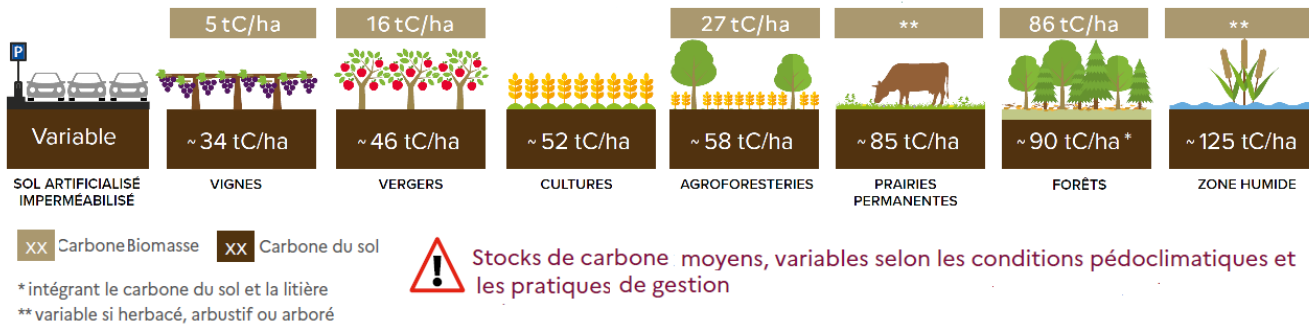 5 tC/ha
16 tC/ha
27 tC/ha
**
86 tC/ha
**
P
Variable
~ 34 tC/ha
~ 46 tC/ha
~ 52 tC/ha
~ 58 tC/ha
~ 85 tC/ha
~ 90 tC/ha *
~ 125 tC/ha
SOL ARTIFICIALISÉ
IMPERMÉABILISÉ
VIGNES
VERGERS
CULTURES
AGROFORESTERIES
PRAIRIES
PERMANENTES
FORÊTS
ZONE HUMIDE
xx Carbone Biomasse
xx Carbone du sol
* intégrant le carbone du sol et la litière
** variable si herbacé, arbustif ou arboré
! Stocks de carbone moyens, variables selon les conditions pédoclimatiques et
les pratiques de gestion